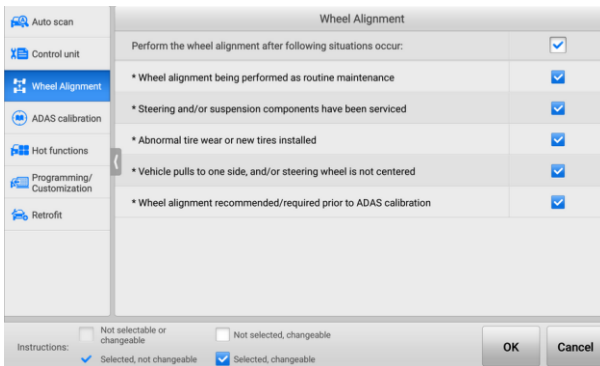 Auto scan
Control unit
Wheel Alignment
ADAS calibration
Hot functions
Programming/
Customization
Retrofit
Wheel Alignment
Perform the wheel alignment after following situations occur:
* Wheel alignment being performed as routine maintenance
* Steering and/or suspension components have been serviced
* Abnormal tire wear or new tires installed
* Vehicle pulls to one side, and/or steering wheel is not centered
* Wheel alignment recommended/required prior to ADAS calibration
Instructions:
Not selectable or
changeable
Not selected, changeable
Selected, not changeable
Selected, changeable
OK
Cancel